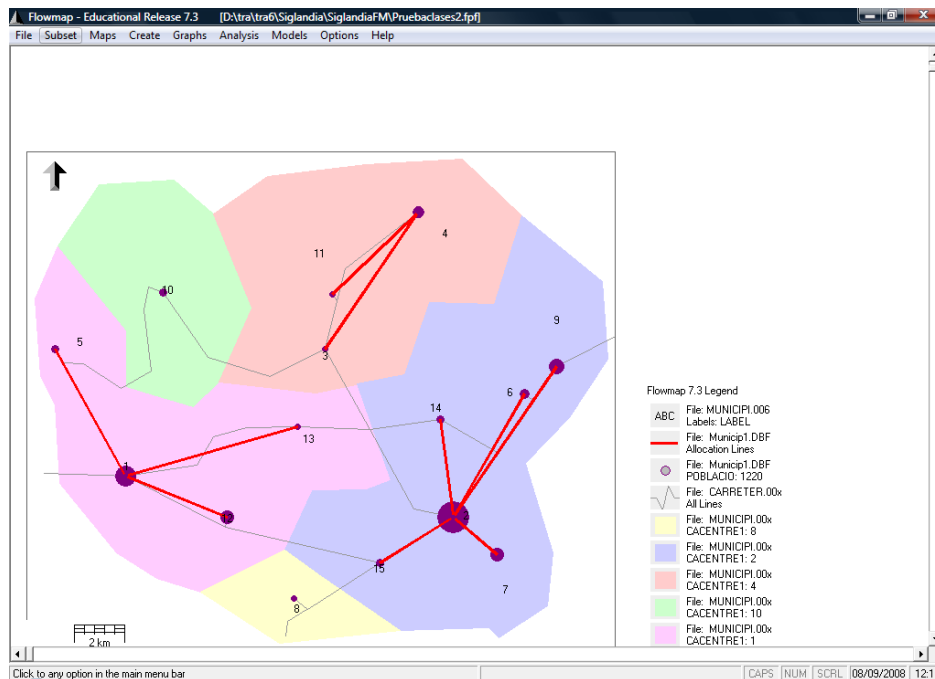 Flowmap - Educational Release 7.3 [D:\tra\tra6\Siglandia\SiglandiaFM\Pruebaclases2.fpf]
File Subset Maps Create Graphs Analysis Models Options Help
4
11
10
9
5
3
6
14
13
1
12
2
15
7
8
2 km
Flowmap 7.3 Legend
ABC File: MUNICIPI.006
Labels: LABEL
File: Municip1.DBF
Allocation Lines
File: Municip1.DBF
POBLACIO: 1220
File: CARRETER.00x
All Lines
File: MUNICIPI.00x
CACENTRE1: 8
File: MUNICIPI.00x
CACENTRE1: 2
File: MUNICIPI.00x
CACENTRE1: 4
File: MUNICIPI.00x
CACENTRE1: 10
File: MUNICIPI.00x
CACENTRE1: 1
Click to any option in the main menu bar CAPS NUM SCRL 08/09/2008 12:1